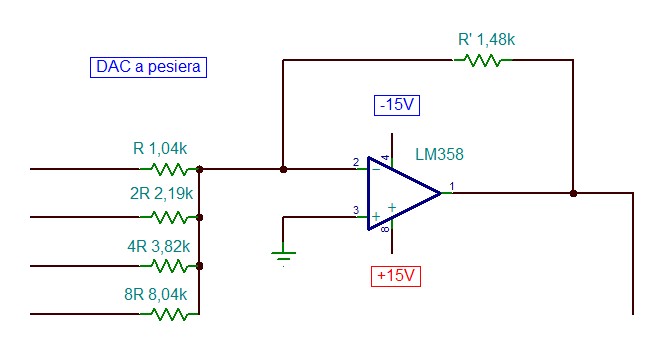 R' 1,48k
DAC a pesiera
-15V
LM358
R 1,04k
2R 2,19k
4R 3,82k
8R 8,04k
2
4
-
1
3
+
+
8
+15V